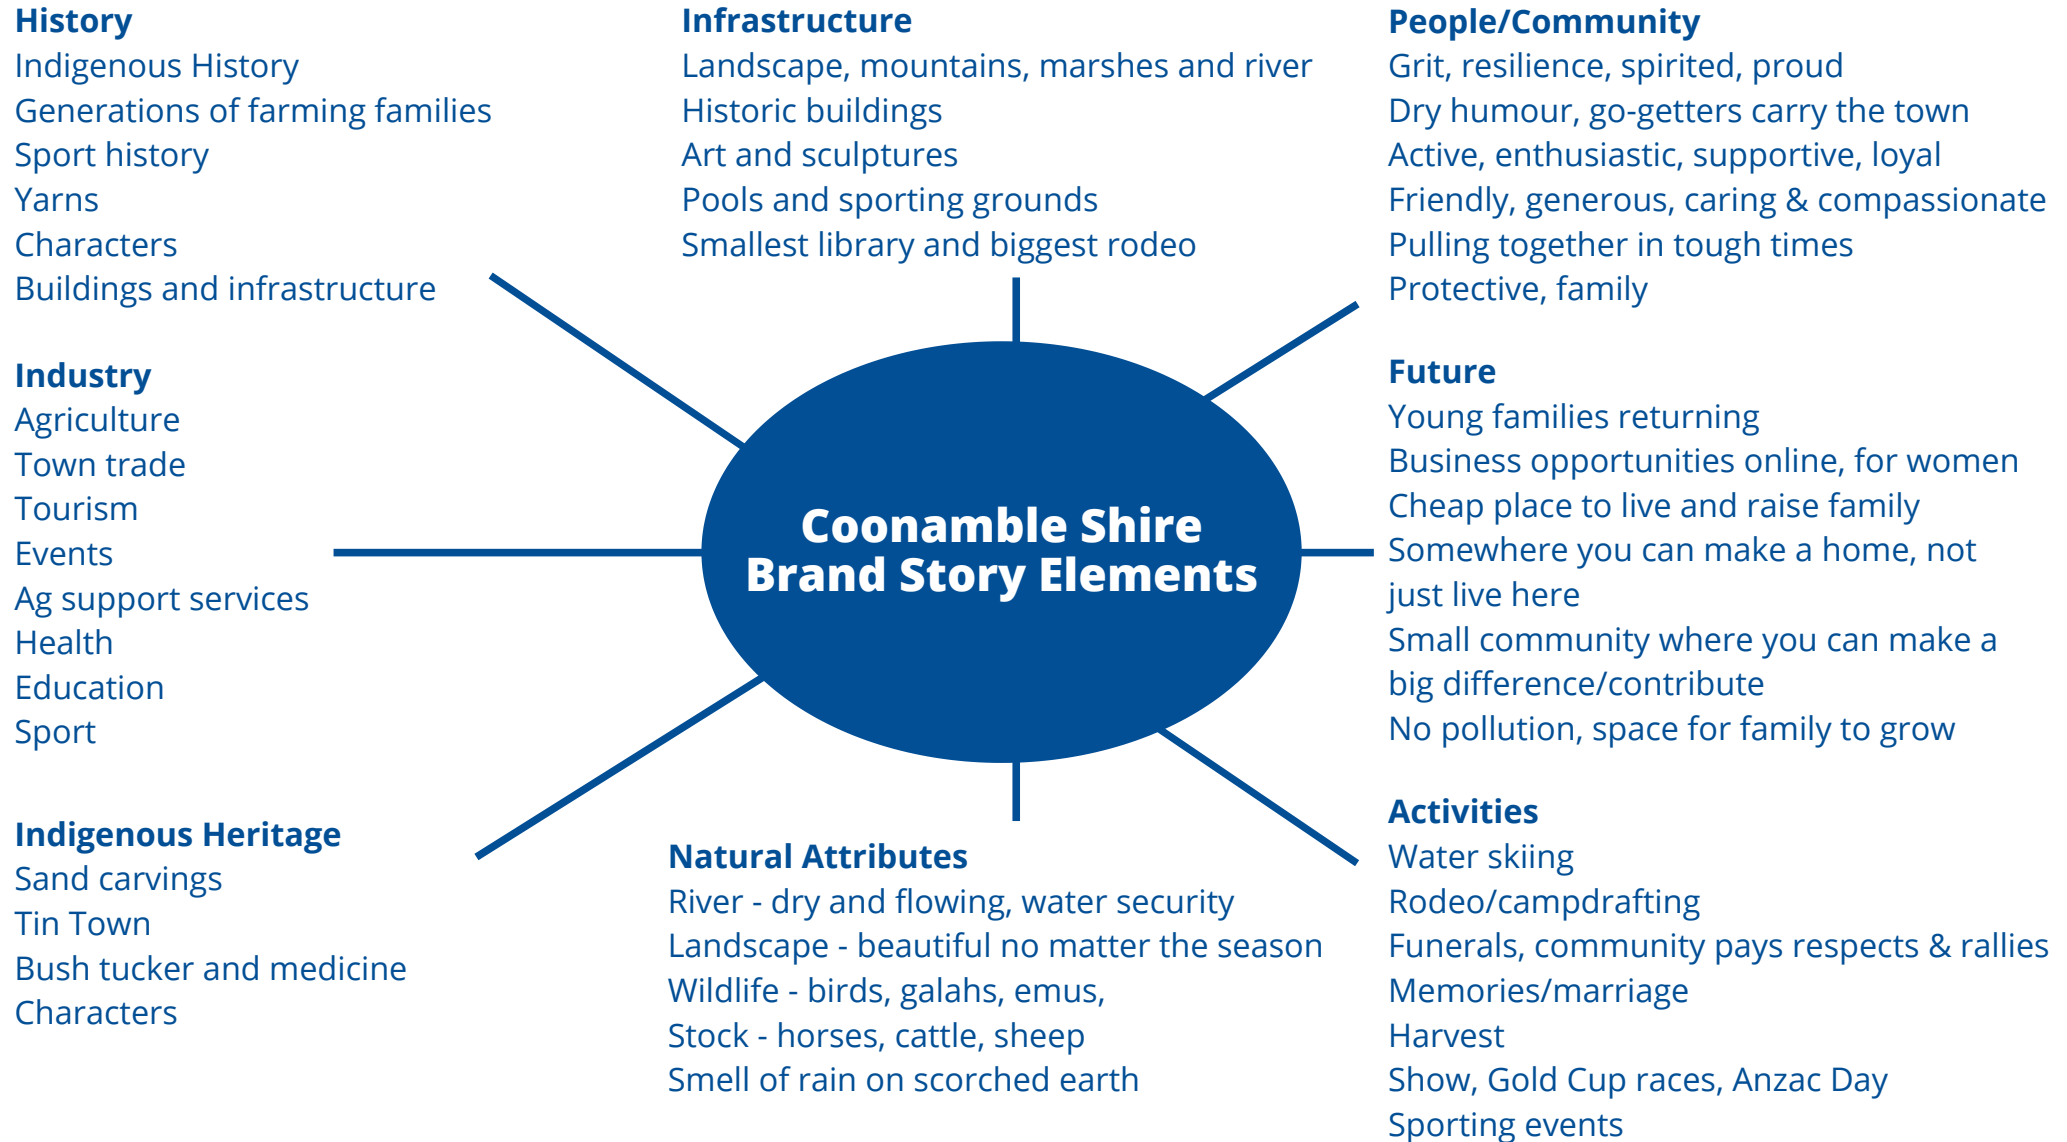 History
Indigenous History
Generations of farming families
Sport history
Yarns
Characters
Buildings and infrastructure
Infrastructure
Landscape, mountains, marshes and river
Historic buildings
Art and sculptures
Pools and sporting grounds
Smallest library and biggest rodeo
People/Community
Grit, resilience, spirited, proud
Dry humour, go-getters carry the town
Active, enthusiastic, supportive, loyal
Friendly, generous, caring & compassionate
Pulling together in tough times
Protective, family
Industry
Agriculture
Town trade
Tourism
Events
Ag support services
Health
Education
Sport
Coonamble Shire
Brand Story Elements
Future
Young families returning
Business opportunities online, for women
Cheap place to live and raise family
Somewhere you can make a home, not
just live here
Small community where you can make a
big difference/contribute
No pollution, space for family to grow
Indigenous Heritage
Sand carvings
Tin Town
Bush tucker and medicine
Characters
Natural Attributes
River - dry and flowing, water security
Landscape - beautiful no matter the season
Wildlife - birds, galahs, emus,
Stock - horses, cattle, sheep
Smell of rain on scorched earth
Activities
Water skiing
Rodeo/campdrafting
Funerals, community pays respects & rallies
Memories/marriage
Harvest
Show, Gold Cup races, Anzac Day
Sporting events